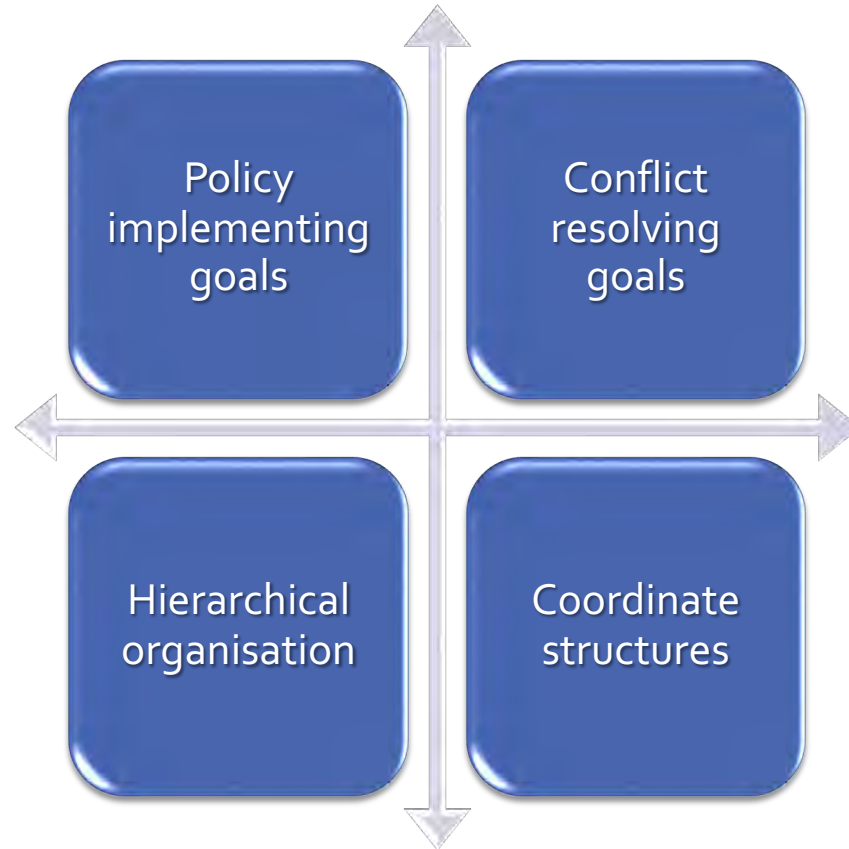 Policy
implementing
goals
Conflict
resolving
goals
Hierarchical
organisation
Coordinate
structures